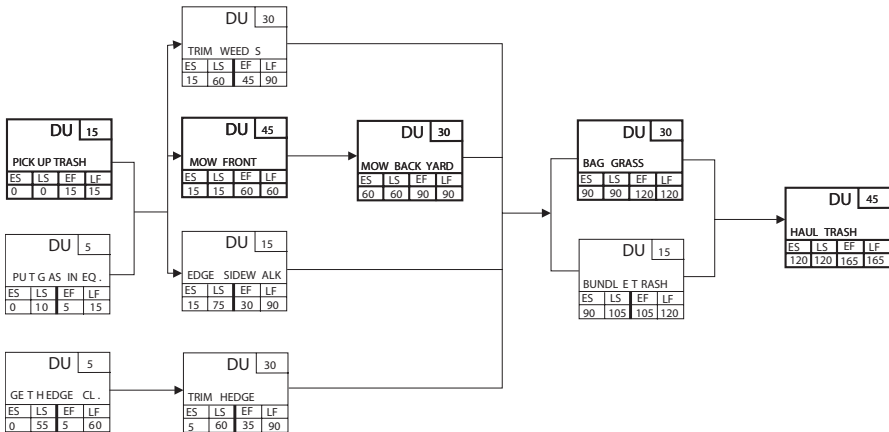 DU 30
TRIM WEED S
ES LS EF LF
15 60 45 90
DU 15
PICK UP TRASH
ES LS EF LF
0 0 15 15
DU 45
MOW FRONT
ES LS EF LF
15 15 60 60
DU 30
MOW BACK YARD
ES LS EF LF
60 60 90 90
DU 30
BAG GRASS
ES LS EF LF
90 90 120 120
DU 45
HAUL TRASH
ES LS EF LF
120 120 165 165
DU 5
PU T G AS IN EQ .
ES LS EF LF
0 10 5 15
DU 15
EDGE SIDEW ALK
ES LS EF LF
15 75 30 90
DU 15
BUNDL E T RASH
ES LS EF LF
90 105 105 120
DU 5
GE T H EDGE CL .
ES LS EF LF
0 55 5 60
DU 30
TRIM HEDGE
ES LS EF LF
5 60 35 90